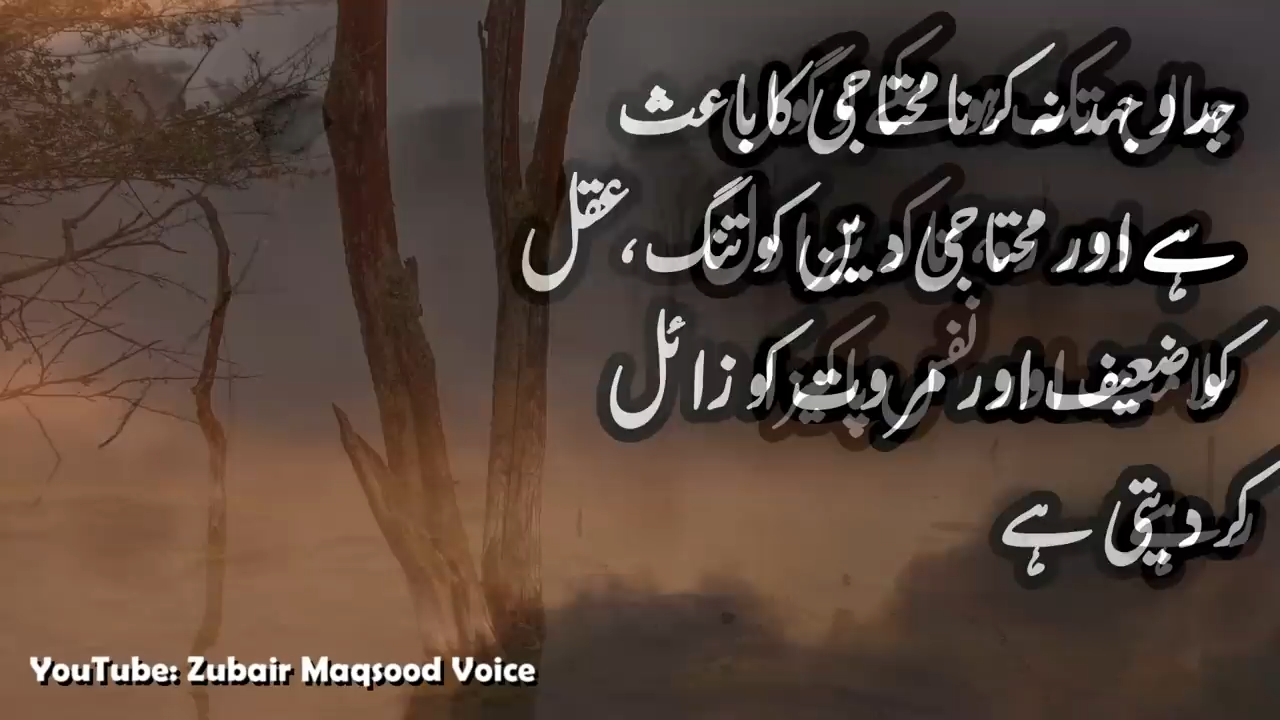 جدو جہد نہ کرنا محتاجی کا باعث
ہے اور محتاجی دین کو تنگ، عقل
کو ضعیف اور مروت کو زائل
کر دیتی ہے
YouTube: Zubair Maqsood Voice